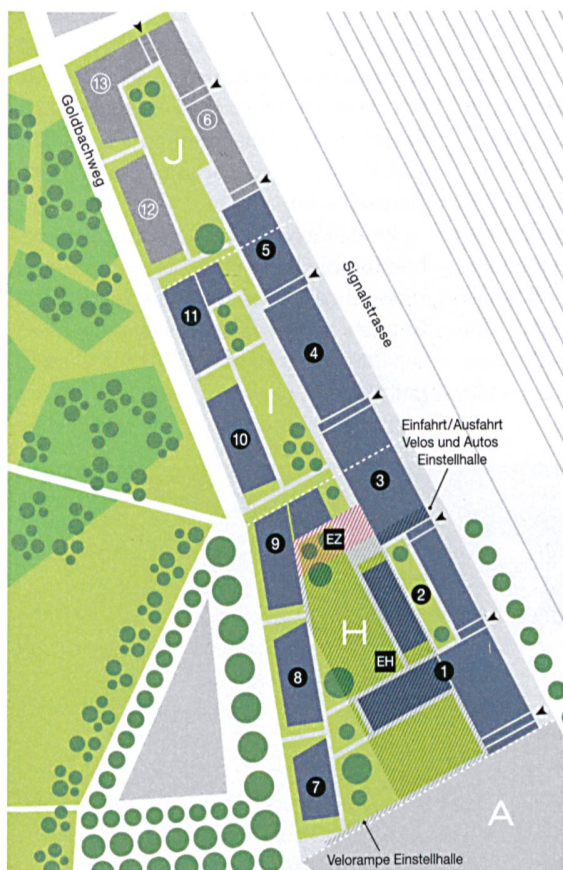 13
6
J
Goldbachweg
12
5
Signalstrasse
11
4
I
Einfahrt/Ausfahrt
Velos und Autos
Einstellhalle
10
3
9
EZ
2
H
EH
1
8
7
A
Velorampe Einstellhalle